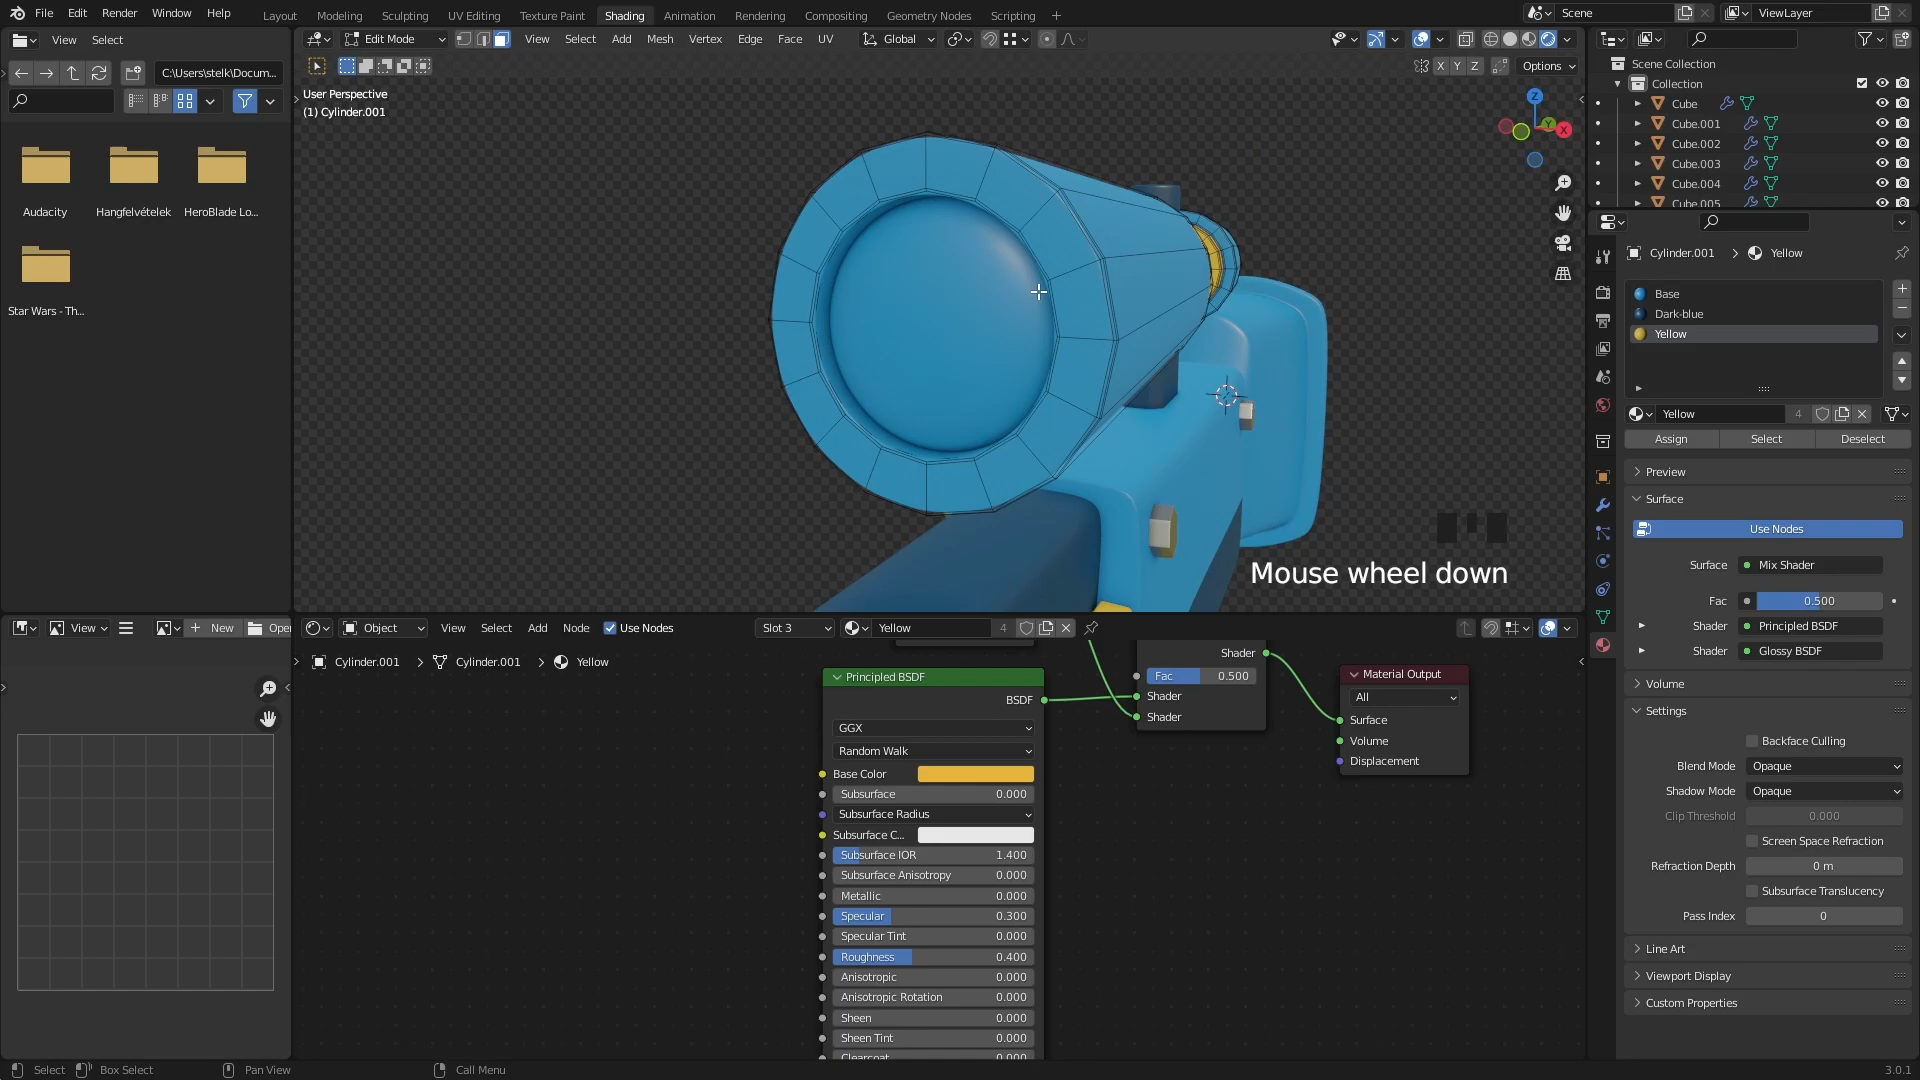 File Edit Render Window Help Layout Modeling Sculpting UV Editing Texture Paint Shading Animation Rendering Compositing Geometry Nodes Scripting + Scene ViewLayer
View Select Edit Mode View Select Add Mesh Vertex Edge Face UV Global
C:\Users\stelk\Docum... X Y Z Options
User Perspective
(1) Cylinder.001
Audacity Hangfelvételek HeroBlade Lo...
Star Wars - Th...
Z Y X
Mouse wheel down
Scene Collection
Collection
Cube
Cube.001
Cube.002
Cube.003
Cube.004
Cube.005
Cylinder.001 Yellow
Base
Dark-blue
Yellow
Yellow 4
Assign Select Deselect
Preview
Surface
Use Nodes
Surface Mix Shader
Fac 0.500
Shader Principled BSDF
Shader Glossy BSDF
Volume
Settings
Backface Culling
Blend Mode Opaque
Shadow Mode Opaque
Clip Threshold 0.000
Screen Space Refraction
Refraction Depth 0 m
Subsurface Translucency
Pass Index 0
Line Art
Viewport Display
Custom Properties
View New Open
Object View Select Add Node Use Nodes Slot 3 Yellow 4
Cylinder.001 Cylinder.001 Yellow
Principled BSDF
BSDF
GGX
Random Walk
Base Color
Subsurface 0.000
Subsurface Radius
Subsurface C...
Subsurface IOR 1.400
Subsurface Anisotropy 0.000
Metallic 0.000
Specular 0.300
Specular Tint 0.000
Roughness 0.400
Anisotropic 0.000
Anisotropic Rotation 0.000
Sheen 0.000
Sheen Tint 0.000
Clearcoat 0.000
Shader
Fac 0.500
Shader
Shader
Material Output
All
Surface
Volume
Displacement
Select Box Select Pan View Call Menu 3.0.1